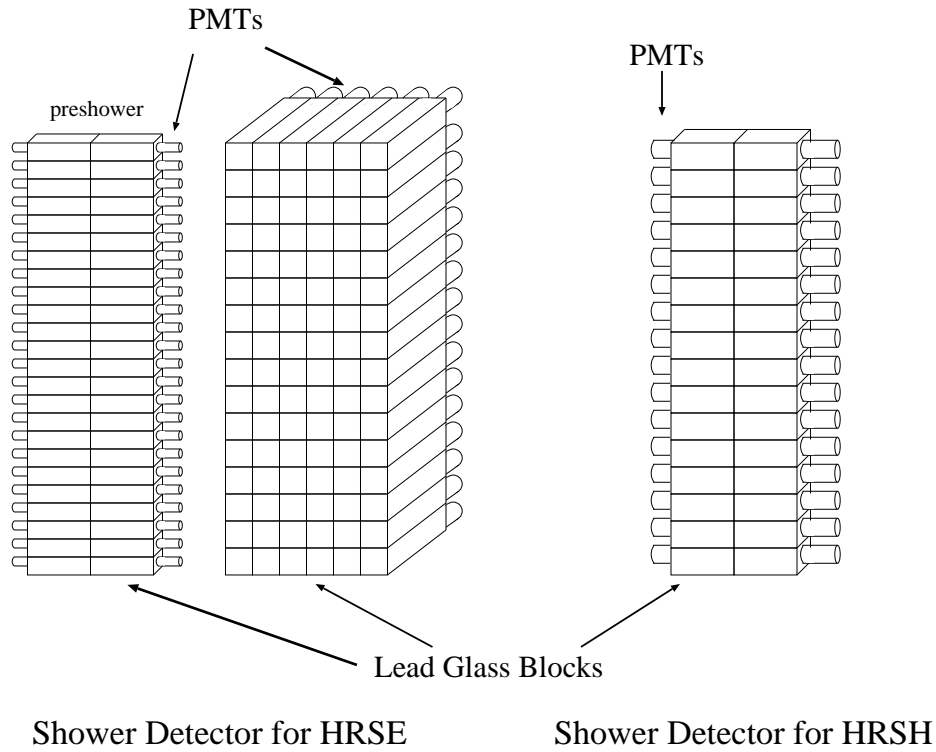 PMTs
PMTs
preshower
Lead Glass Blocks
Shower Detector for HRSE
Shower Detector for HRSH